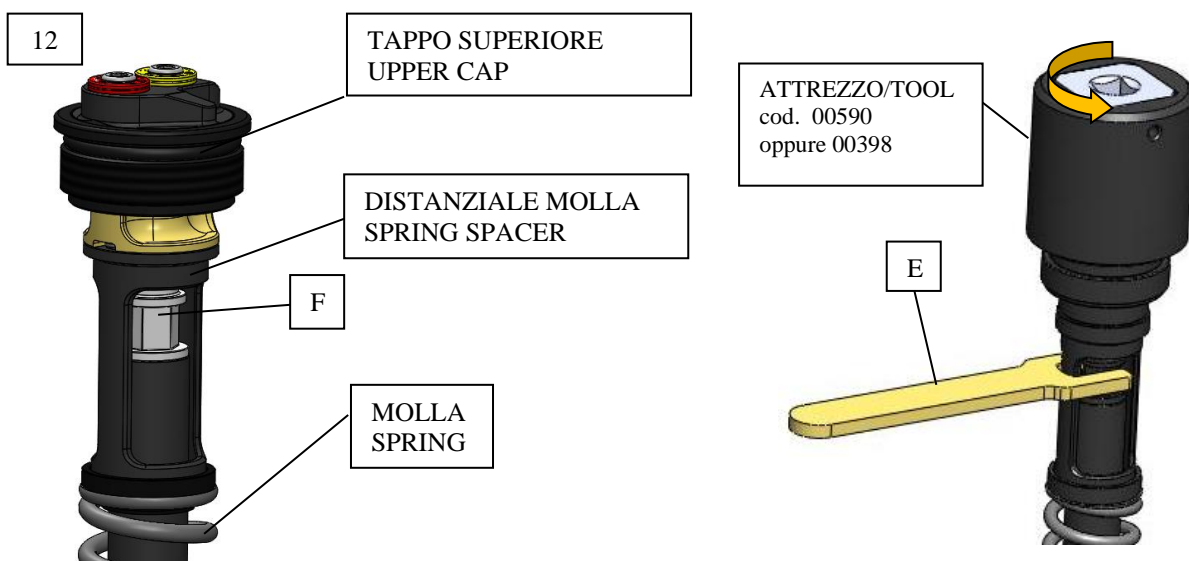 12
TAPPO SUPERIORE
UPPER CAP
DISTANZIALE MOLLA
SPRING SPACER
F
MOLLA
SPRING
ATTREZZO/TOOL
cod. 00590
oppure 00398
E